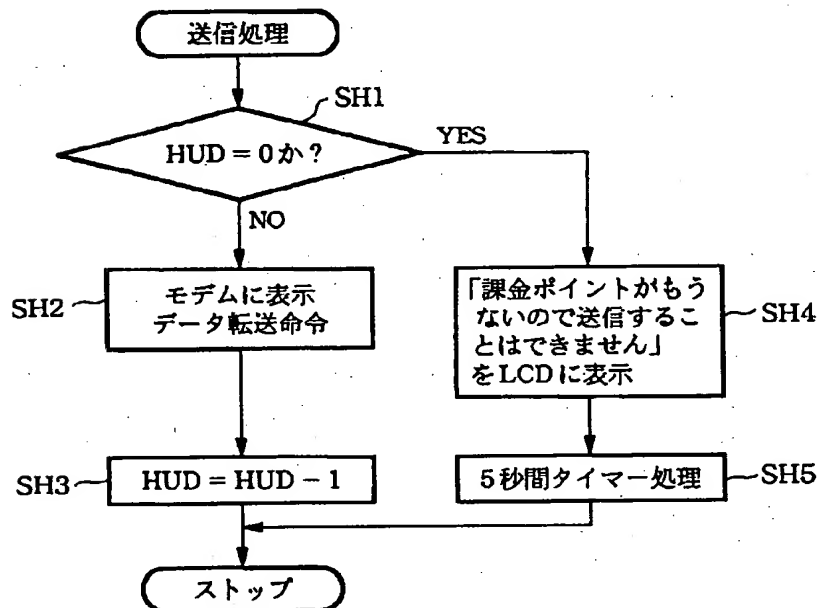 送信処理
SH1
HUD = 0か?
YES
NO
SH2
モデムに表示
データ転送命令
「課金ポイントがもう
ないので送信するこ
とはできません」
をLCDに表示
SH4
SH3
HUD = HUD − 1
5秒間タイマー処理
SH5
ストップ